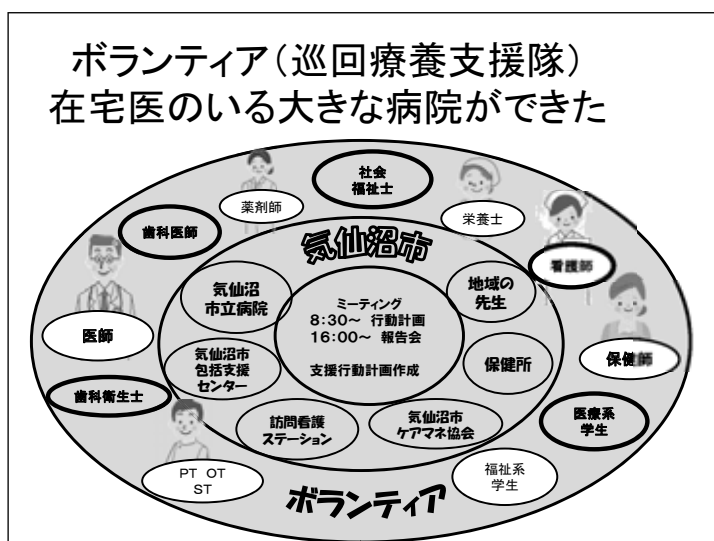 ボランティア(巡回療養支援隊)
在宅医のいる大きな病院ができた
薬剤師
社会
福祉士
栄養士
歯科医師
看護師
医師
保健師
歯科衛生士
医療系
学生
PT OT
ST
福祉系
学生
ボランティア
気仙沼市
気仙沼
市立病院
地域の
先生
気仙沼市
包括支援
センター
保健所
訪問看護
ステーション
気仙沼市
ケアマネ協会
ミーティング
8:30~ 行動計画
16:00~ 報告会
支援行動計画作成